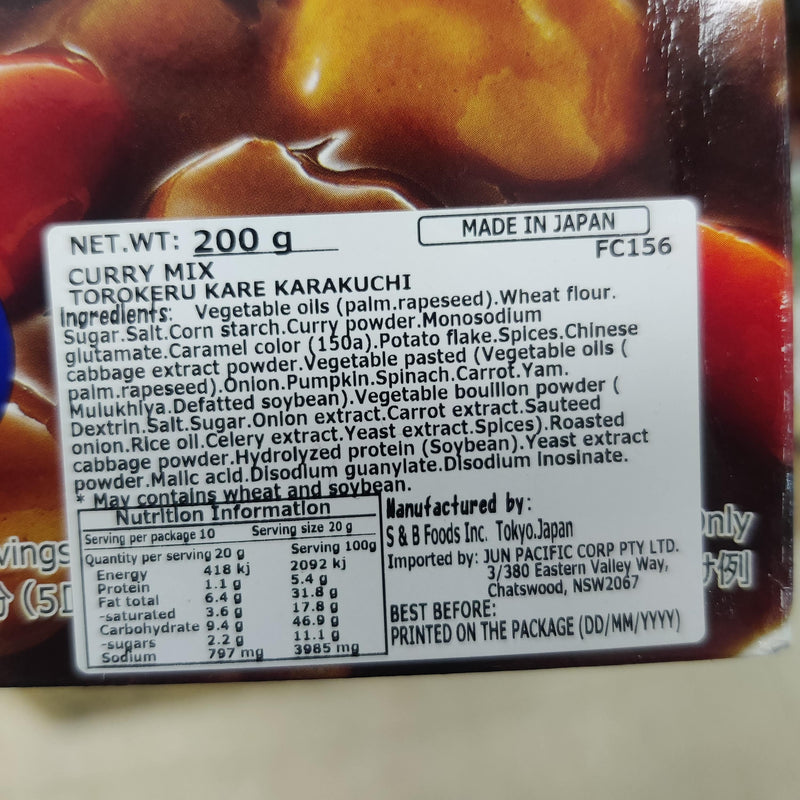 NET.WT: 200 g
MADE IN JAPAN
FC156
CURRY MIX
TOROKERU KARE KARAKUCHI
Ingredients: Vegetable oils (palm.rapeseed).Wheat flour.
Sugar.Salt.Corn starch.Curry powder.Monosodium
glutamate.Caramel color (150a).Potato flake.Spices.Chinese
cabbage extract powder.Vegetable pasted (Vegetable oils (
palm.rapeseed).Onion.Pumpkin.Spinach.Carrot.Yam.
Mulukhiya.Defatted soybean).Vegetable bouillon powder (
Dextrin.Salt.Sugar.Onion extract.Carrot extract.Sauteed
onion.Rice oil.Celery extract.Yeast extract.Spices).Roasted
cabbage powder.Hydrolyzed protein (Soybean).Yeast extract
powder.Malic acid.Disodium guanylate.Disodium Inosinate.
* May contains wheat and soybean.
Nutrition Information
Serving per package 10 Serving size 20 g
Quantity per serving 20 g Serving 100g
Energy 418 kj 2092 kj
Protein 1.1 g 5.4 g
Fat total 6.4 g 31.8 g
-saturated 3.6 g 17.8 g
Carbohydrate 9.4 g 46.9 g
-sugars 2.2 g 11.1 g
Sodium 797 mg 3985 mg
Manufactured by:
S & B Foods Inc. Tokyo.Japan
Imported by: JUN PACIFIC CORP PTY LTD.
3/380 Eastern Valley Way,
Chatswood, NSW2067
BEST BEFORE:
PRINTED ON THE PACKAGE (DD/MM/YYYY)
vings
(5
nly
例